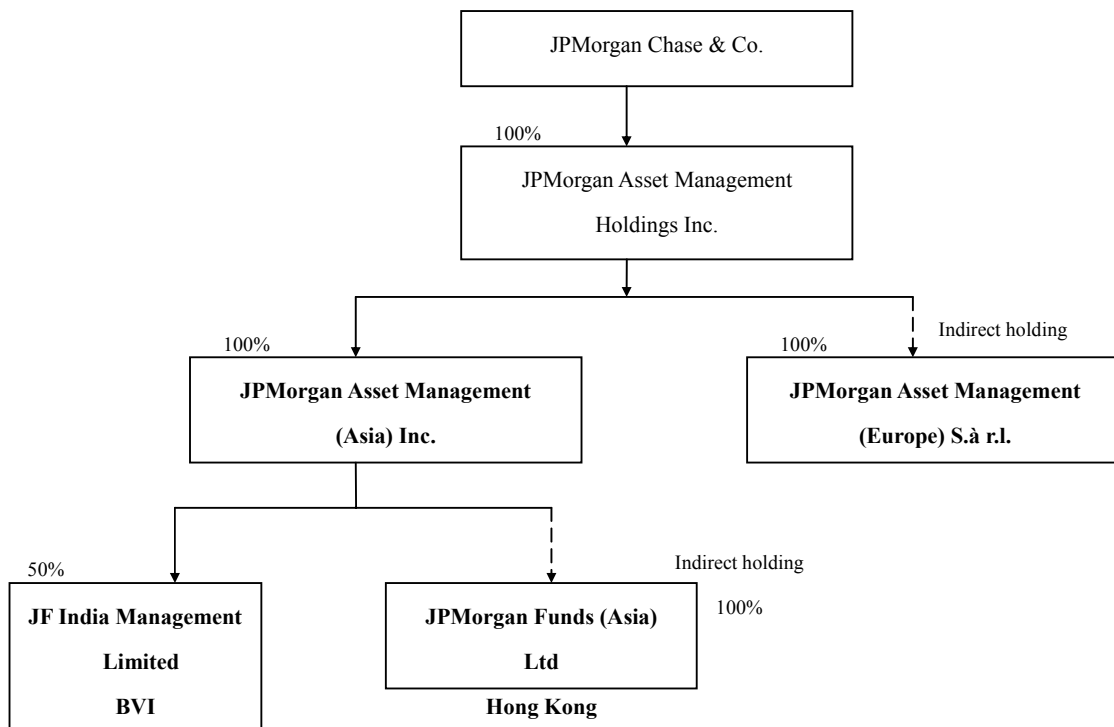 JPMorgan Chase & Co.
100%
JPMorgan Asset Management
Holdings Inc.
Indirect holding
100%
JPMorgan Asset Management
(Asia) Inc.
100%
JPMorgan Asset Management
(Europe) S.à r.l.
50%
JF India Management
Limited
BVI
Indirect holding
100%
JPMorgan Funds (Asia)
Ltd
Hong Kong